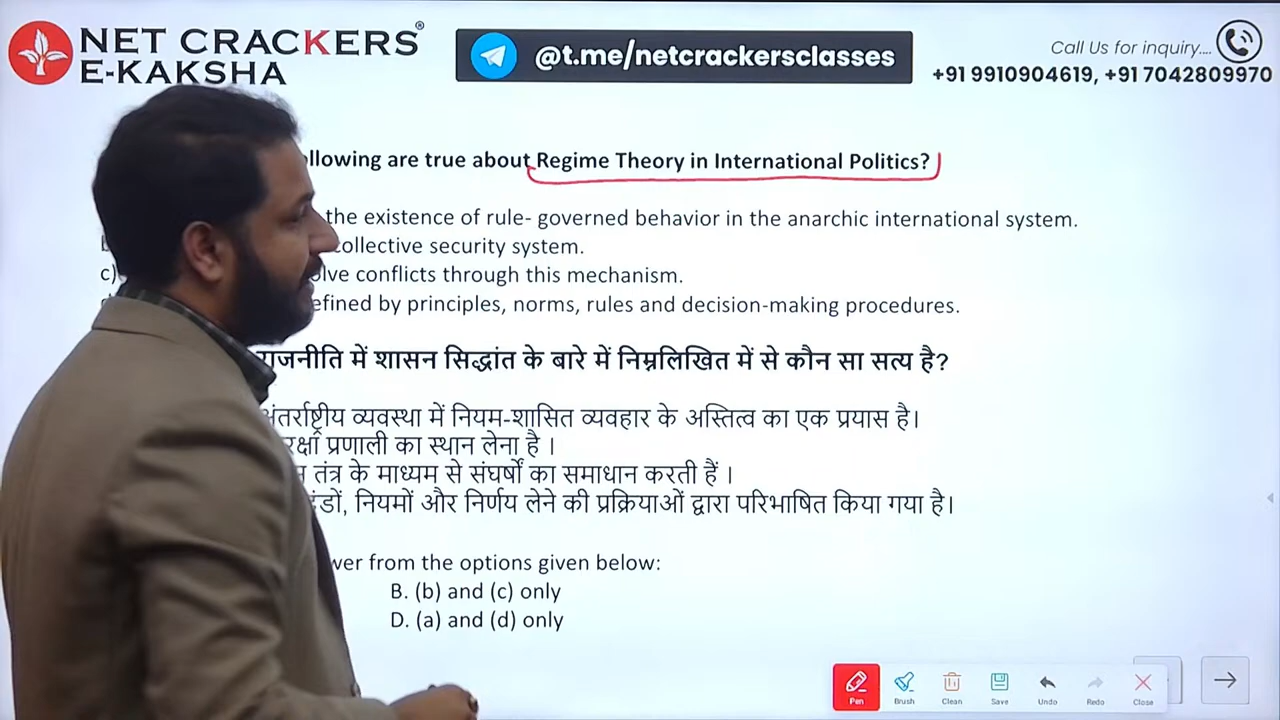 NET CRACKERS®
E-KAKSHA
@t.me/netcrackersclasses
Call Us for inquiry....
+91 9910904619, +91 7042809970
llowing are true about Regime Theory in International Politics?
the existence of rule- governed behavior in the anarchic international system.
collective security system.
c) lve conflicts through this mechanism.
efined by principles, norms, rules and decision-making procedures.
राजनीति में शासन सिद्धांत के बारे में निम्नलिखित में से कौन सा सत्य है?
अंतर्राष्ट्रीय व्यवस्था में नियम-शासित व्यवहार के अस्तित्व का एक प्रयास है।
रक्षा प्रणाली का स्थान लेना है ।
तंत्र के माध्यम से संघर्षों का समाधान करती हैं ।
डों, नियमों और निर्णय लेने की प्रक्रियाओं द्वारा परिभाषित किया गया है।
wer from the options given below:
B. (b) and (c) only
D. (a) and (d) only
Pen Brush Clean Save Undo Redo Close